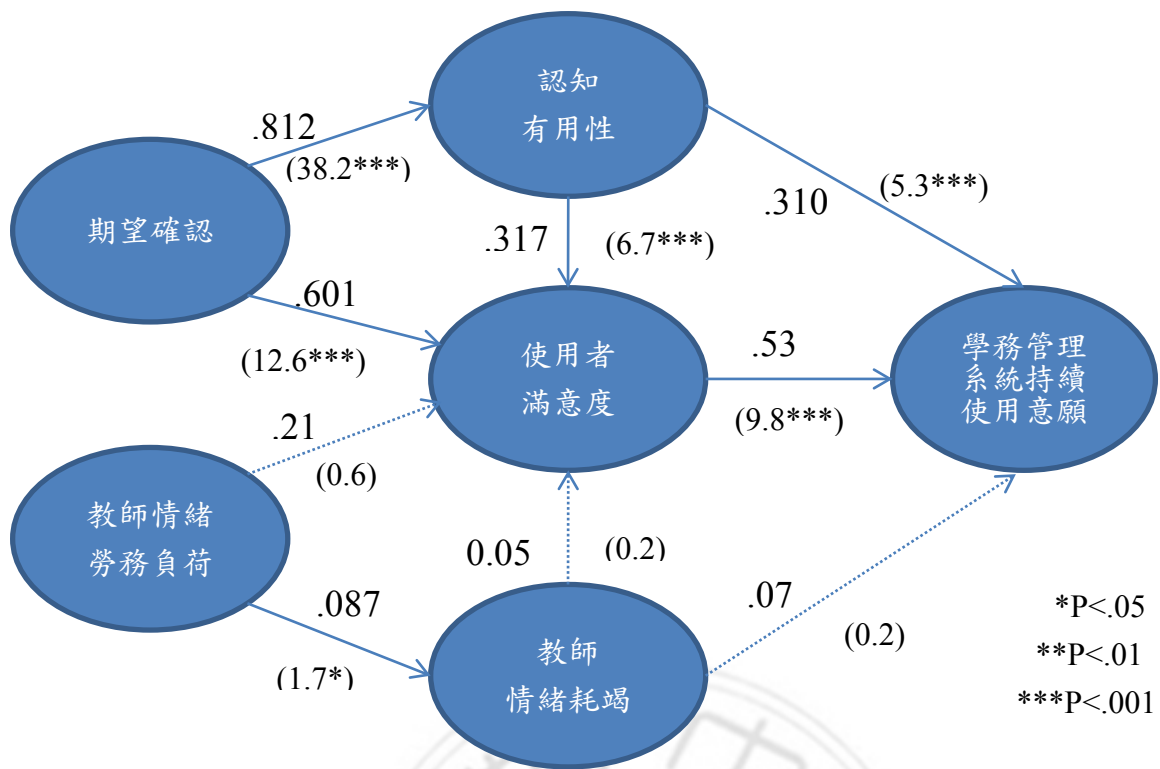 認知
有用性
.812
(38.2***)
期望確認
.310
(5.3***)
.317
(6.7***)
.601
(12.6***)
使用者
滿意度
.53
(9.8***)
學務管理
系統持續
使用意願
.21
(0.6)
教師情緒
勞務負荷
0.05
(0.2)
.07
(0.2)
.087
(1.7*)
教師
情緒耗竭
*P<.05
**P<.01
***P<.001